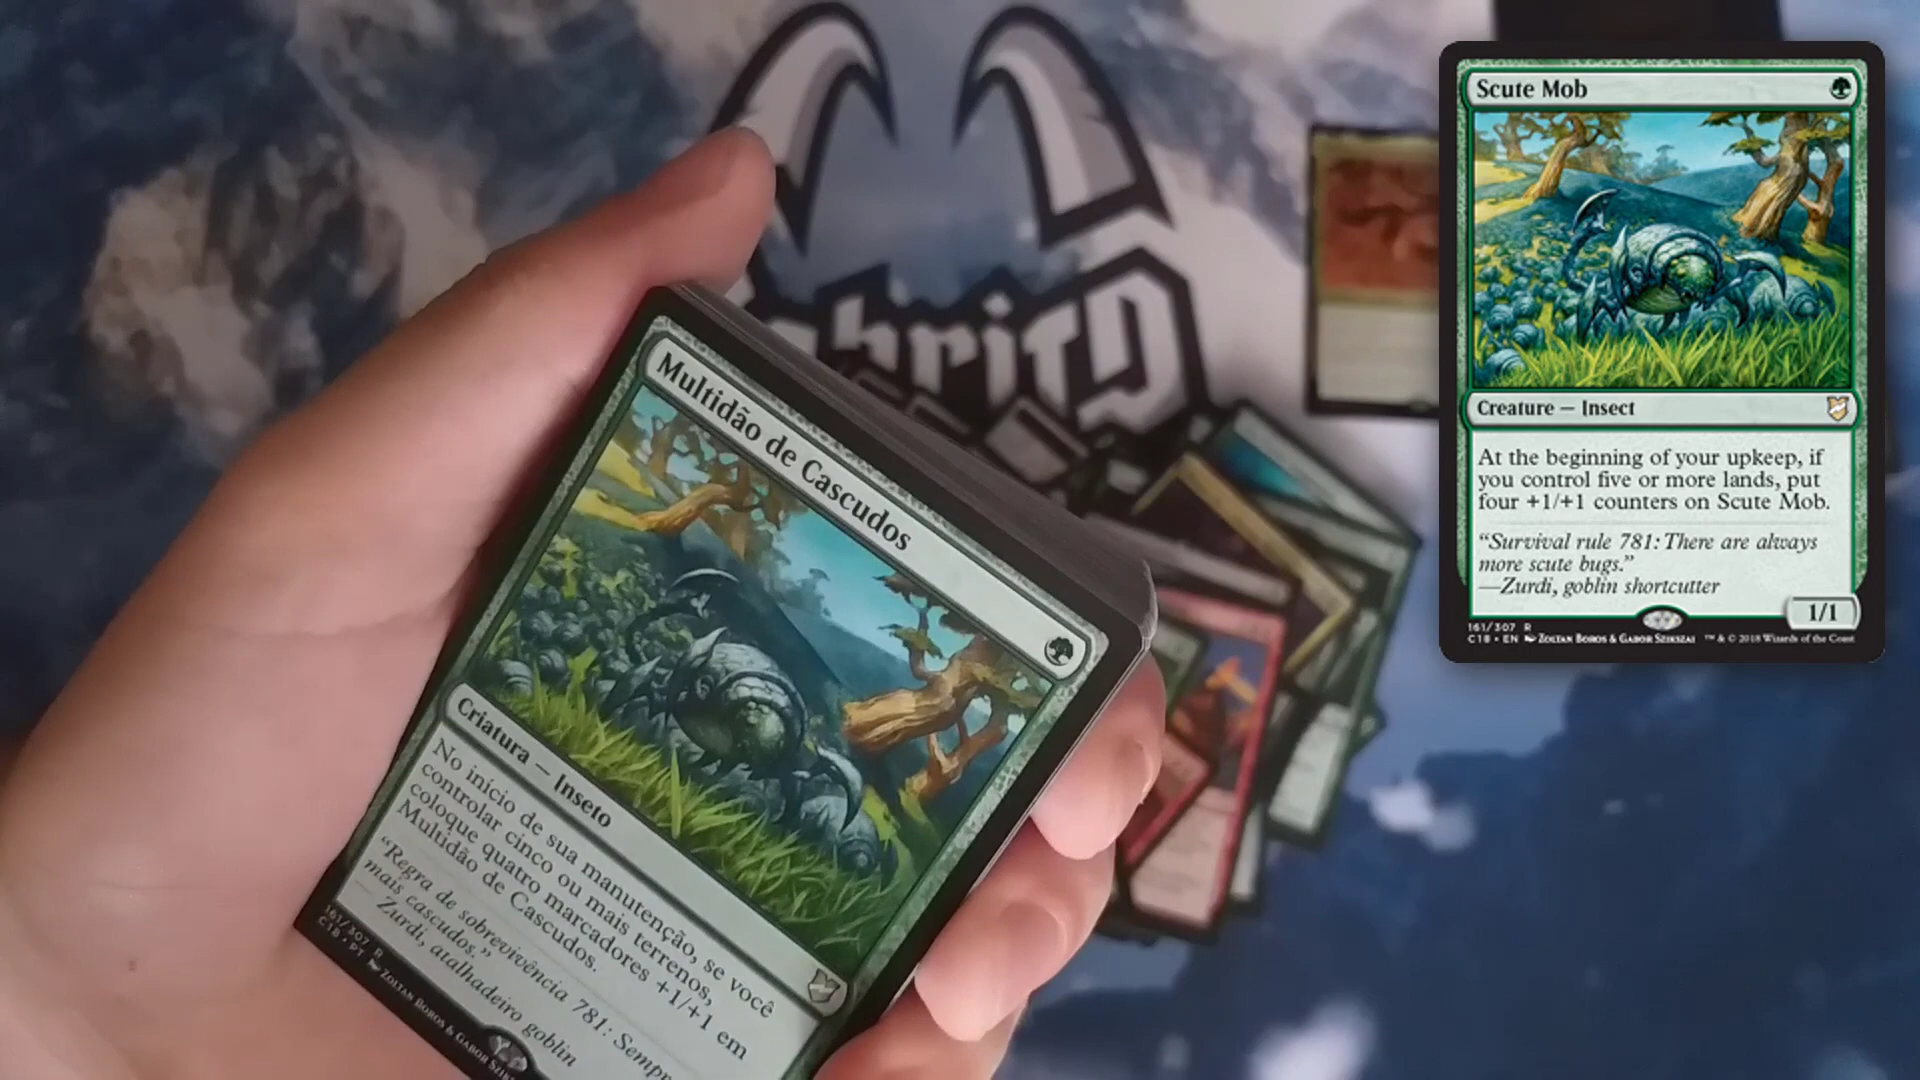 Multidão de Cascudos
Criatura — Inseto
No início de sua manutenção, se você
controlar cinco ou mais terrenos,
coloque quatro marcadores +1/+1 em
Multidão de Cascudos.
“Regra de sobrevivência 781: Sempr
mais cascudos.”
—Zurdi, atalhadeiro goblin
161/307 R
C18 • PT Zoltan Boros & Gabor
Scute Mob
Creature — Insect
At the beginning of your upkeep, if
you control five or more lands, put
four +1/+1 counters on Scute Mob.
“Survival rule 781: There are always
more scute bugs.”
—Zurdi, goblin shortcutter
1/1
161/307 R
C18 • EN Zoltan Boros & Gabor Szikszai ™ & © 2018 Wizards of the Coast